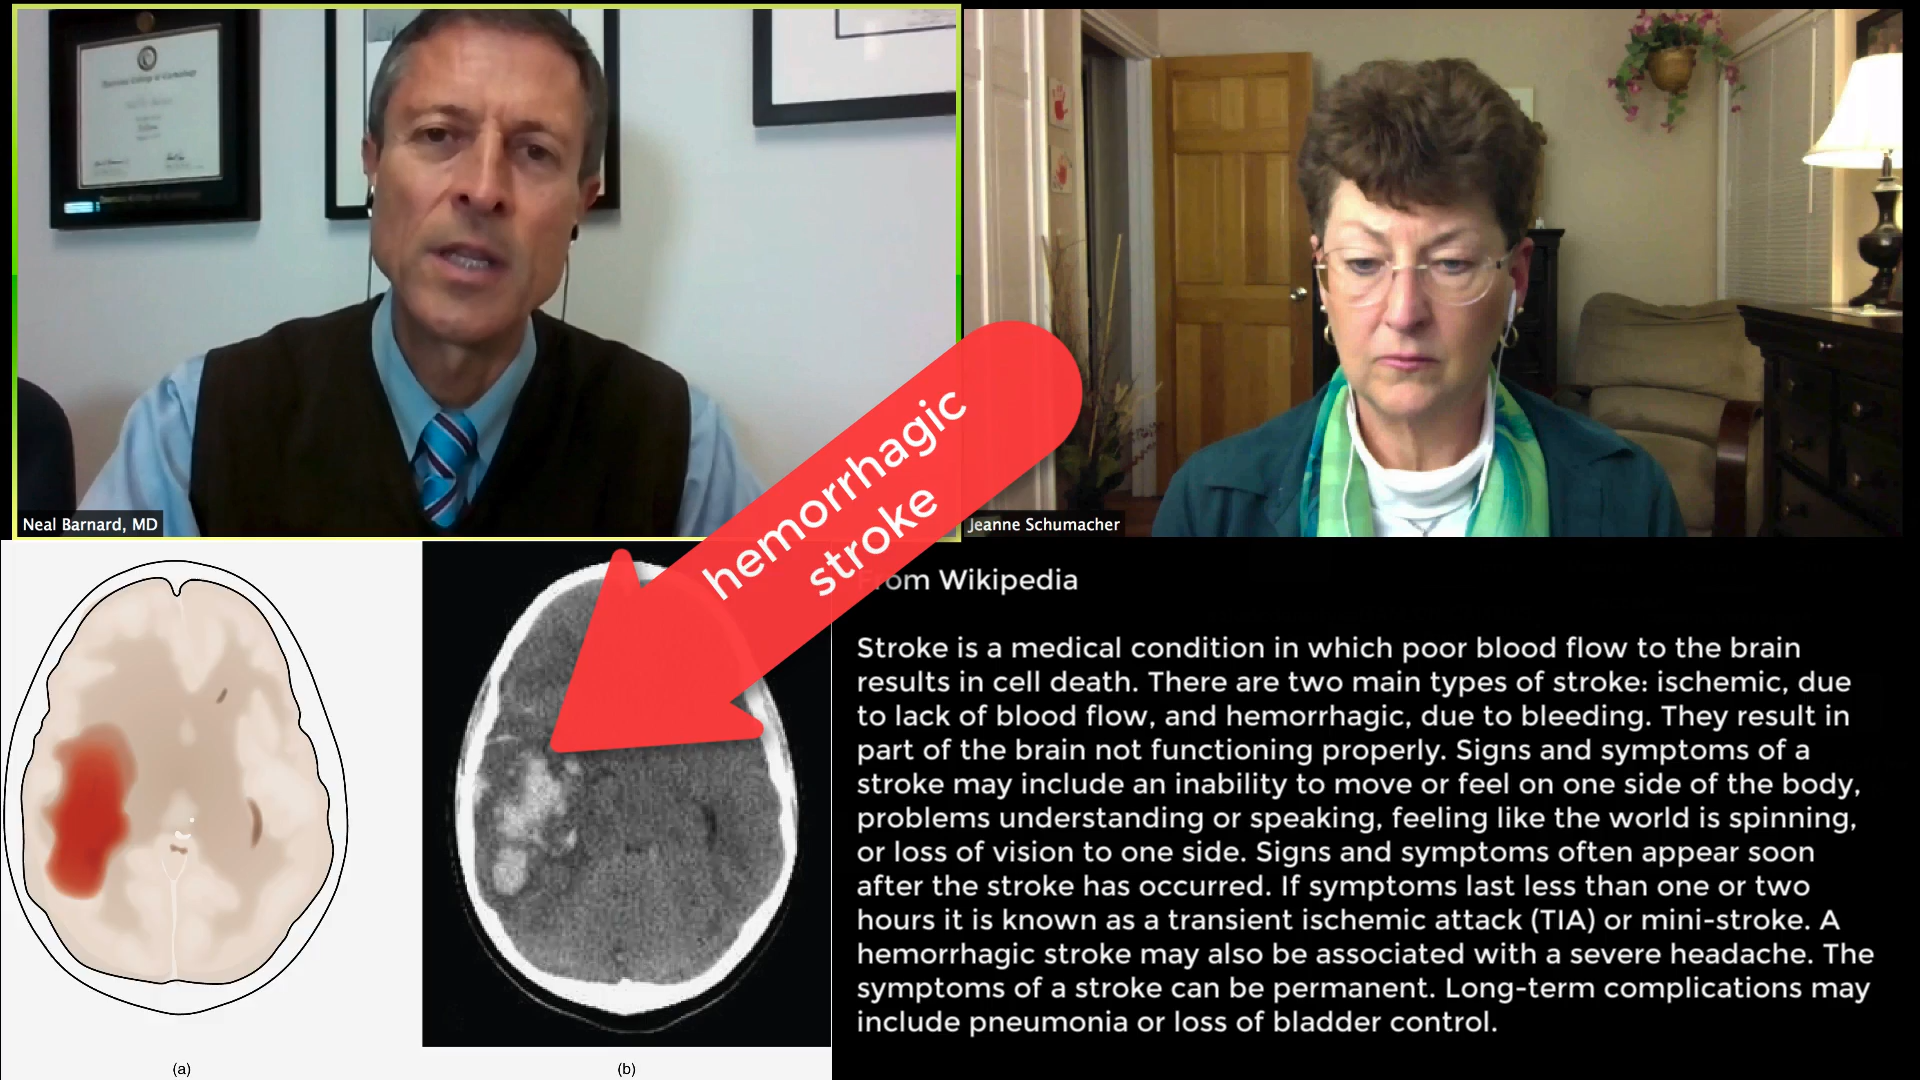 Neal Barnard, MD
Jeanne Schumacher
hemorrhagic
stroke
From Wikipedia
Stroke is a medical condition in which poor blood flow to the brain
results in cell death. There are two main types of stroke: ischemic, due
to lack of blood flow, and hemorrhagic, due to bleeding. They result in
part of the brain not functioning properly. Signs and symptoms of a
stroke may include an inability to move or feel on one side of the body,
problems understanding or speaking, feeling like the world is spinning,
or loss of vision to one side. Signs and symptoms often appear soon
after the stroke has occurred. If symptoms last less than one or two
hours it is known as a transient ischemic attack (TIA) or mini-stroke. A
hemorrhagic stroke may also be associated with a severe headache. The
symptoms of a stroke can be permanent. Long-term complications may
include pneumonia or loss of bladder control.
(a)
(b)